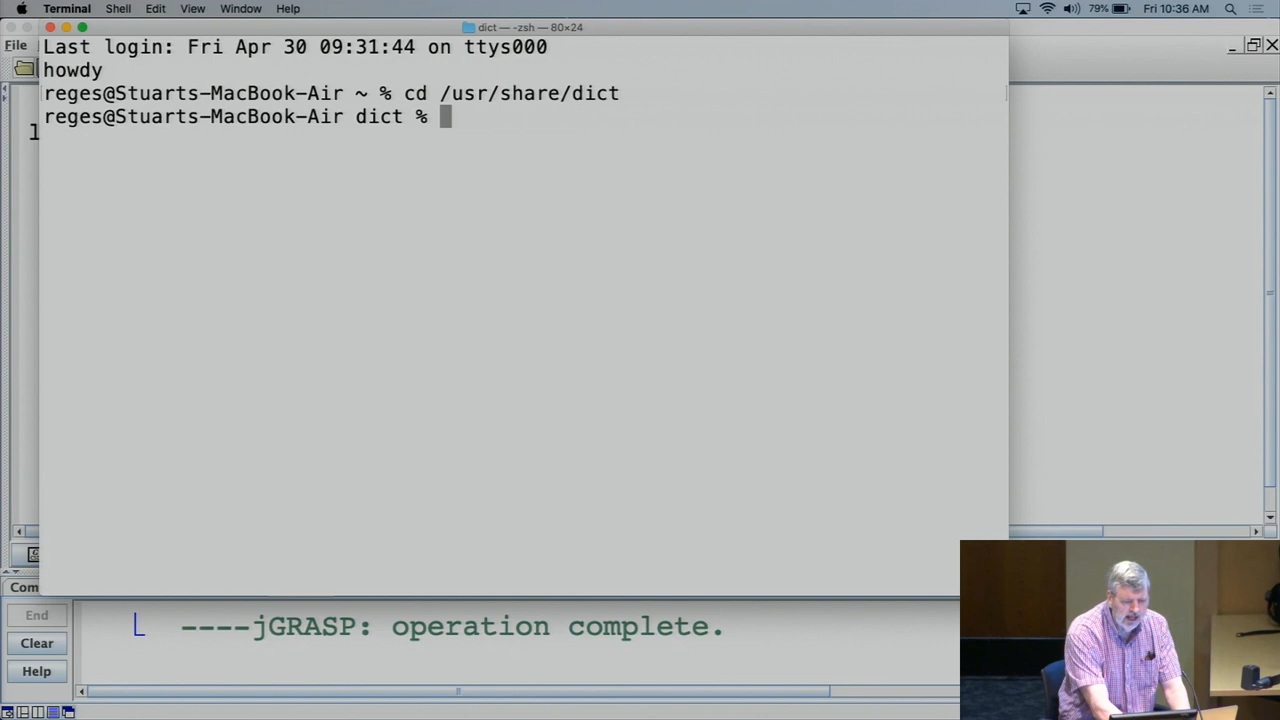 Terminal Shell Edit View Window Help 79% Fri 10:36 AM
dict — -zsh — 80×24
File
Last login: Fri Apr 30 09:31:44 on ttys000
howdy
reges@Stuarts-MacBook-Air ~ % cd /usr/share/dict
reges@Stuarts-MacBook-Air dict %
1
Com
End
Clear
Help
----jGRASP: operation complete.